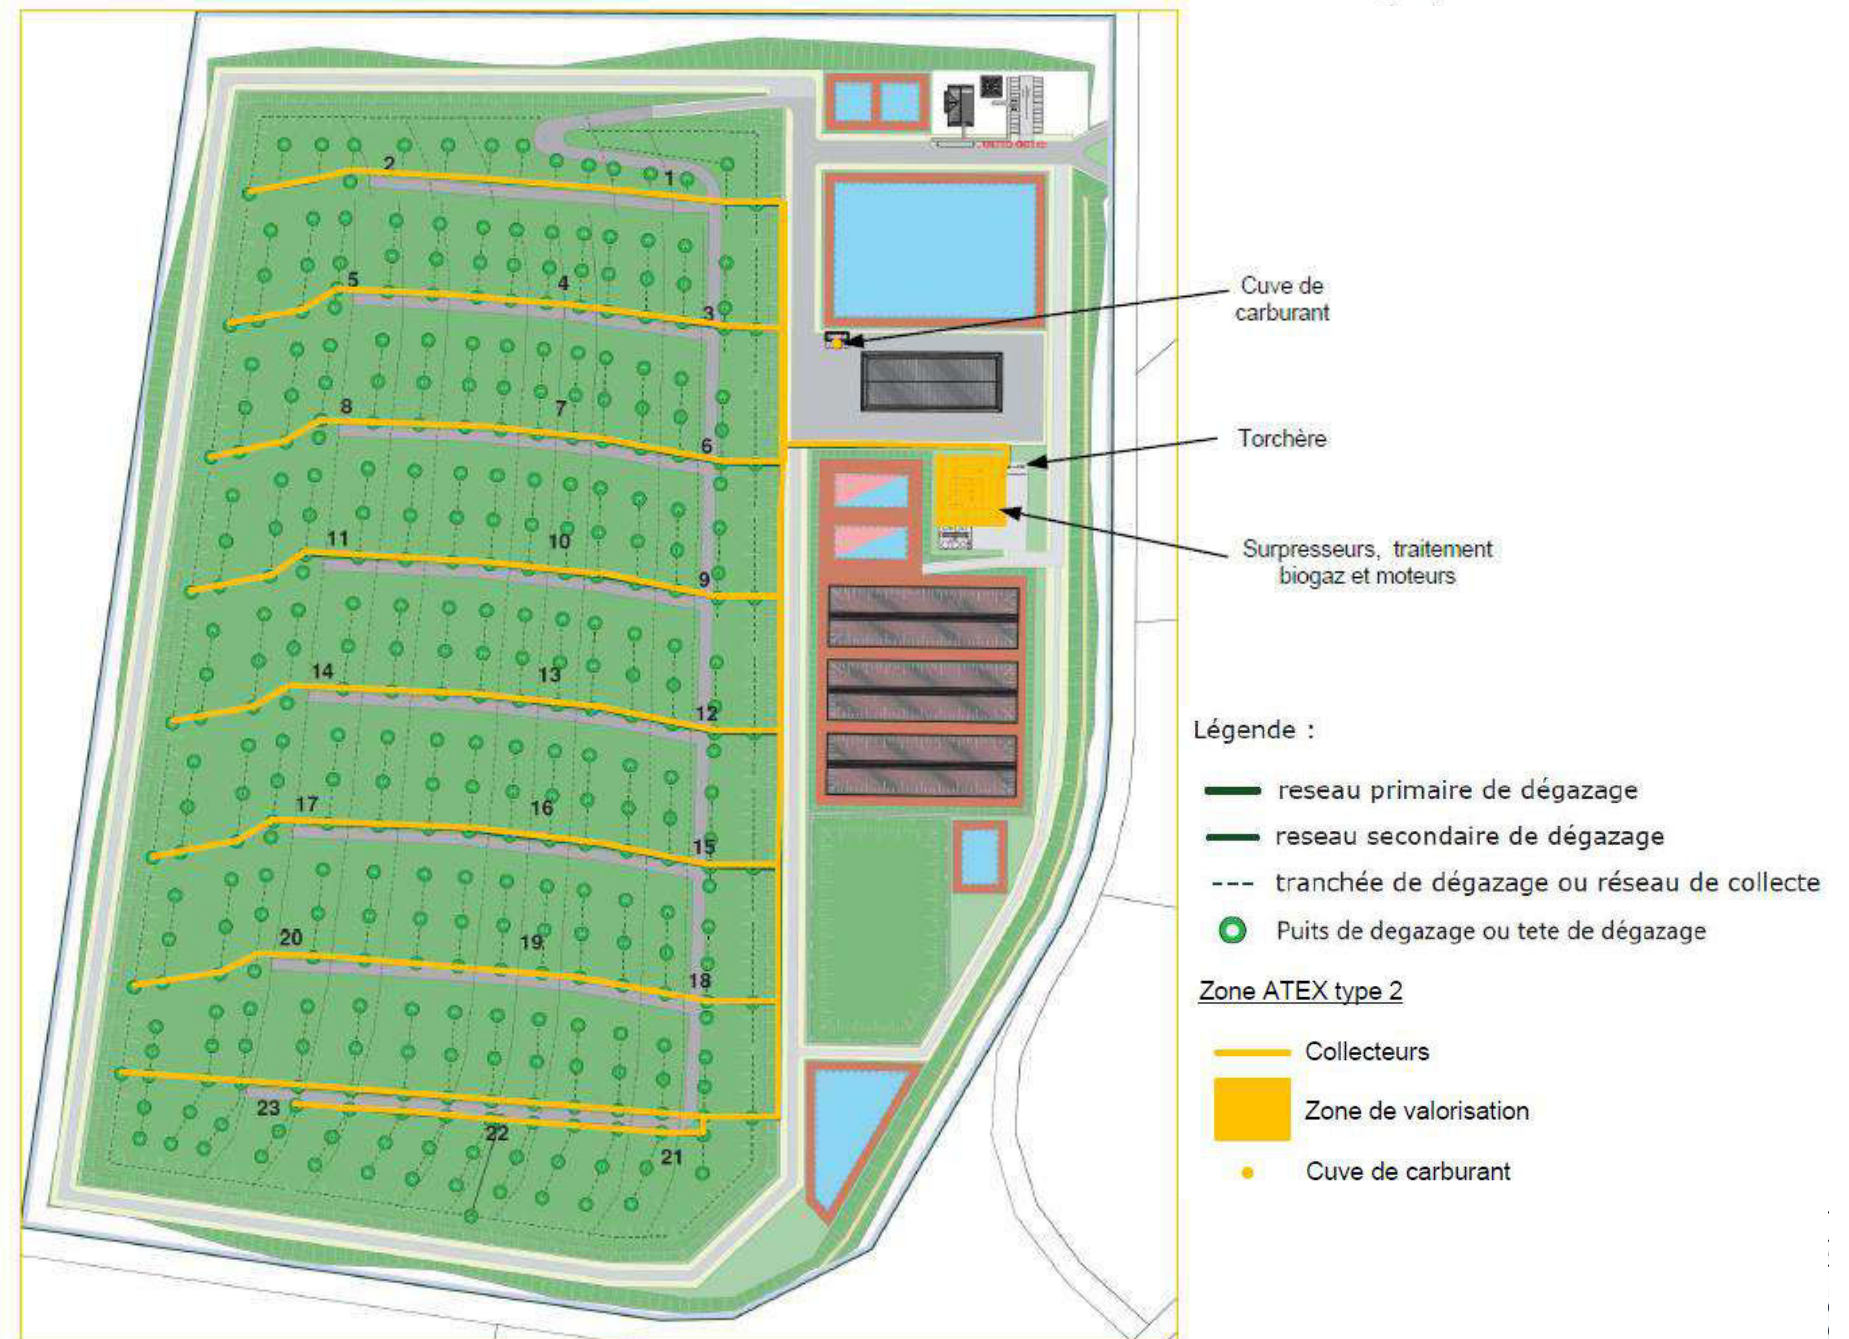 2
1
5
4
3
8
7
6
11
10
9
14
13
12
17
16
15
20
19
18
23
22
21
Cuve de
carburant
Torchère
Surpresseurs, traitement
biogaz et moteurs
Légende :
reseau primaire de dégazage
reseau secondaire de dégazage
tranchée de dégazage ou réseau de collecte
Puits de degazage ou tete de dégazage
Zone ATEX type 2
Collecteurs
Zone de valorisation
Cuve de carburant